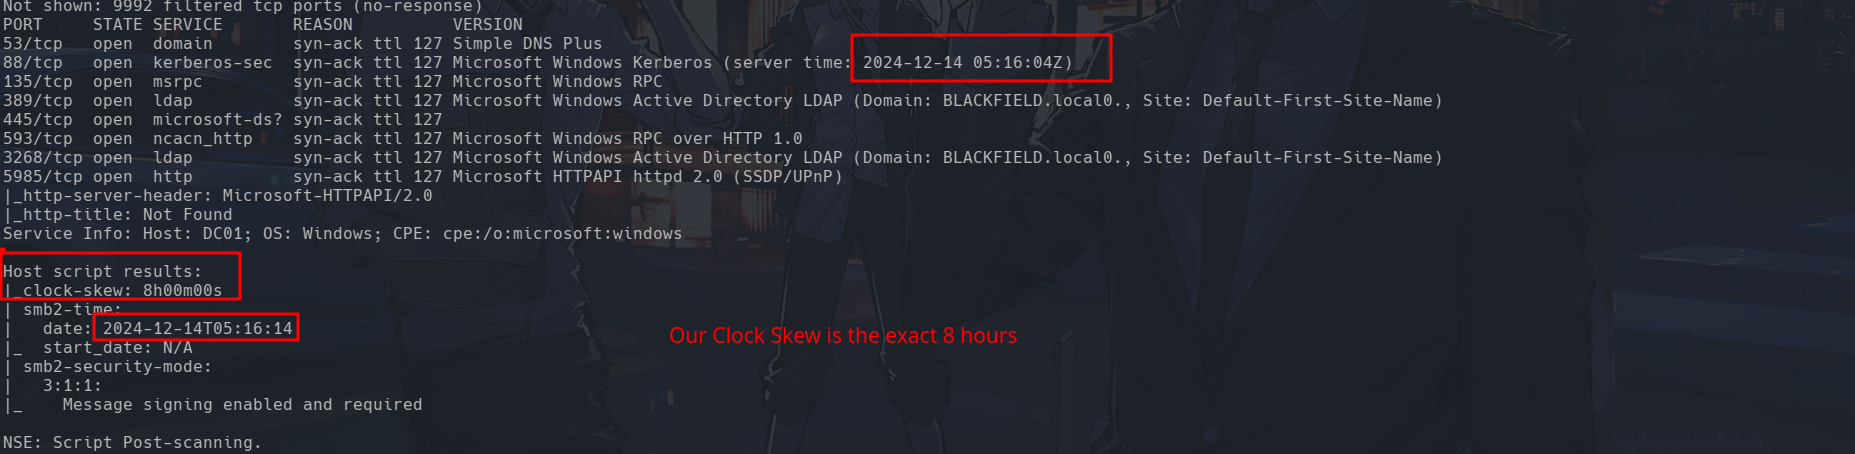 Not shown: 9992 filtered tcp ports (no-response)
PORT     STATE SERVICE       REASON          VERSION
53/tcp   open  domain        syn-ack ttl 127 Simple DNS Plus
88/tcp   open  kerberos-sec  syn-ack ttl 127 Microsoft Windows Kerberos (server time: 2024-12-14 05:16:04Z)
135/tcp  open  msrpc         syn-ack ttl 127 Microsoft Windows RPC
389/tcp  open  ldap          syn-ack ttl 127 Microsoft Windows Active Directory LDAP (Domain: BLACKFIELD.local0., Site: Default-First-Site-Name)
445/tcp  open  microsoft-ds? syn-ack ttl 127
593/tcp  open  ncacn_http    syn-ack ttl 127 Microsoft Windows RPC over HTTP 1.0
3268/tcp open  ldap          syn-ack ttl 127 Microsoft Windows Active Directory LDAP (Domain: BLACKFIELD.local0., Site: Default-First-Site-Name)
5985/tcp open  http          syn-ack ttl 127 Microsoft HTTPAPI httpd 2.0 (SSDP/UPnP)
|_http-server-header: Microsoft-HTTPAPI/2.0
|_http-title: Not Found
Service Info: Host: DC01; OS: Windows; CPE: cpe:/o:microsoft:windows
Host script results:
|_clock-skew: 8h00m00s
| smb2-time:
|   date: 2024-12-14T05:16:14
Our Clock Skew is the exact 8 hours
|_  start_date: N/A
| smb2-security-mode:
|   3:1:1:
|_    Message signing enabled and required
NSE: Script Post-scanning.